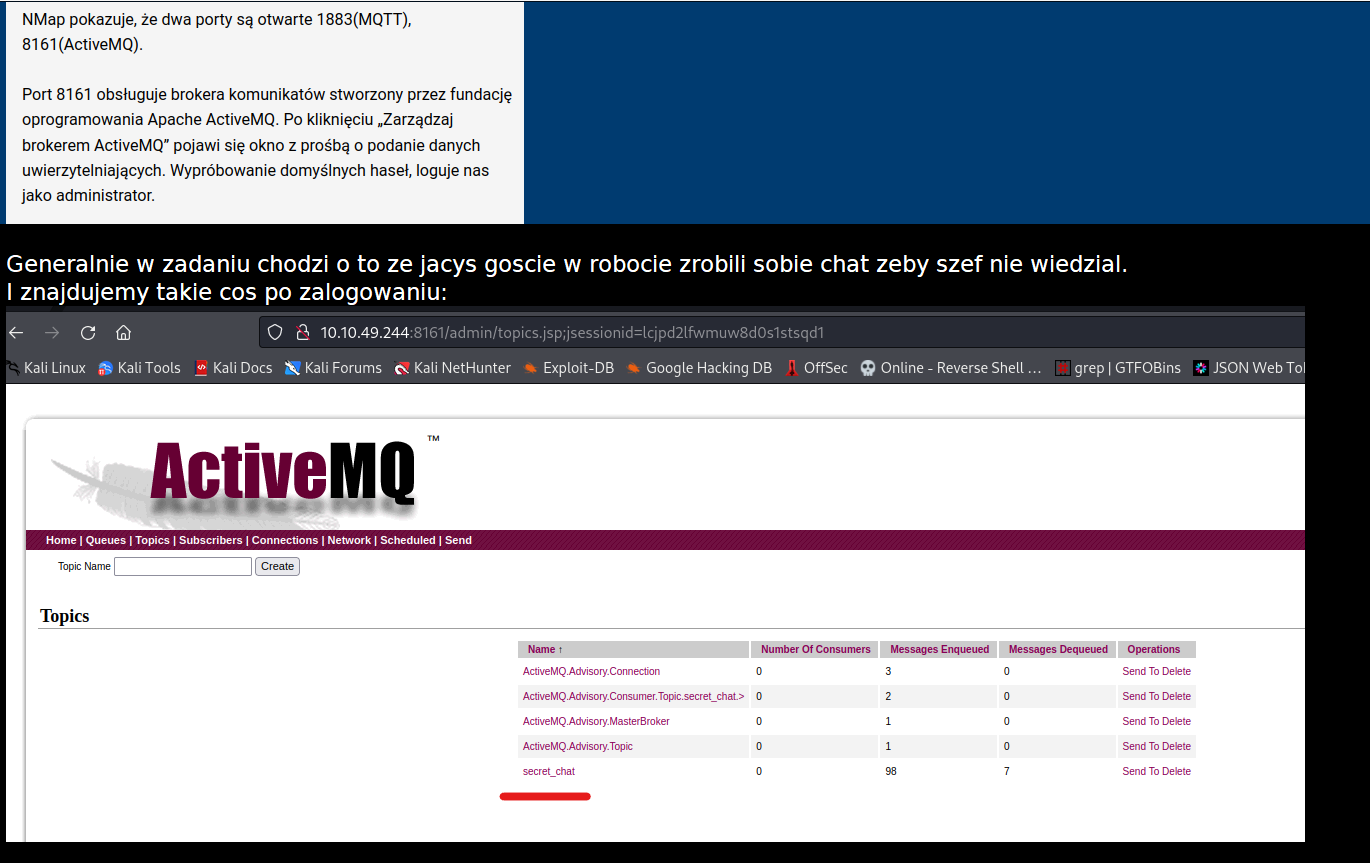 NMap pokazuje, że dwa porty są otwarte 1883(MQTT),
8161(ActiveMQ).
Port 8161 obsługuje brokera komunikatów stworzony przez fundację
oprogramowania Apache ActiveMQ. Po kliknięciu „Zarządzaj
brokerem ActiveMQ” pojawi się okno z prośbą o podanie danych
uwierzytelniających. Wypróbowanie domyślnych haseł, loguje nas
jako administrator.
Generalnie w zadaniu chodzi o to ze jacys goscie w robocie zrobili sobie chat zeby szef nie wiedzial.
I znajdujemy takie cos po zalogowaniu:
10.10.49.244:8161/admin/topics.jsp;jsessionid=lcjpd2lfwmuw8d0s1stsqd1
Kali Linux Kali Tools Kali Docs Kali Forums Kali NetHunter Exploit-DB Google Hacking DB OffSec Online - Reverse Shell … grep | GTFOBins JSON Web To
ActiveMQ ™
Home | Queues | Topics | Subscribers | Connections | Network | Scheduled | Send
Topic Name Create
Topics
Name ↑ Number Of Consumers Messages Enqueued Messages Dequeued Operations
ActiveMQ.Advisory.Connection 0 3 0 Send To Delete
ActiveMQ.Advisory.Consumer.Topic.secret_chat.> 0 2 0 Send To Delete
ActiveMQ.Advisory.MasterBroker 0 1 0 Send To Delete
ActiveMQ.Advisory.Topic 0 1 0 Send To Delete
secret_chat 0 98 7 Send To Delete